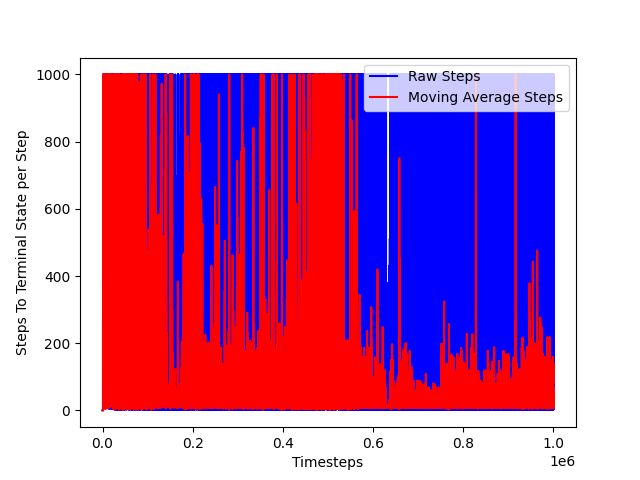 Raw Steps
Moving Average Steps
Steps To Terminal State per Step
1000
800
600
400
200
0
0.0 0.2 0.4 0.6 0.8 1.0
1e6
Timesteps